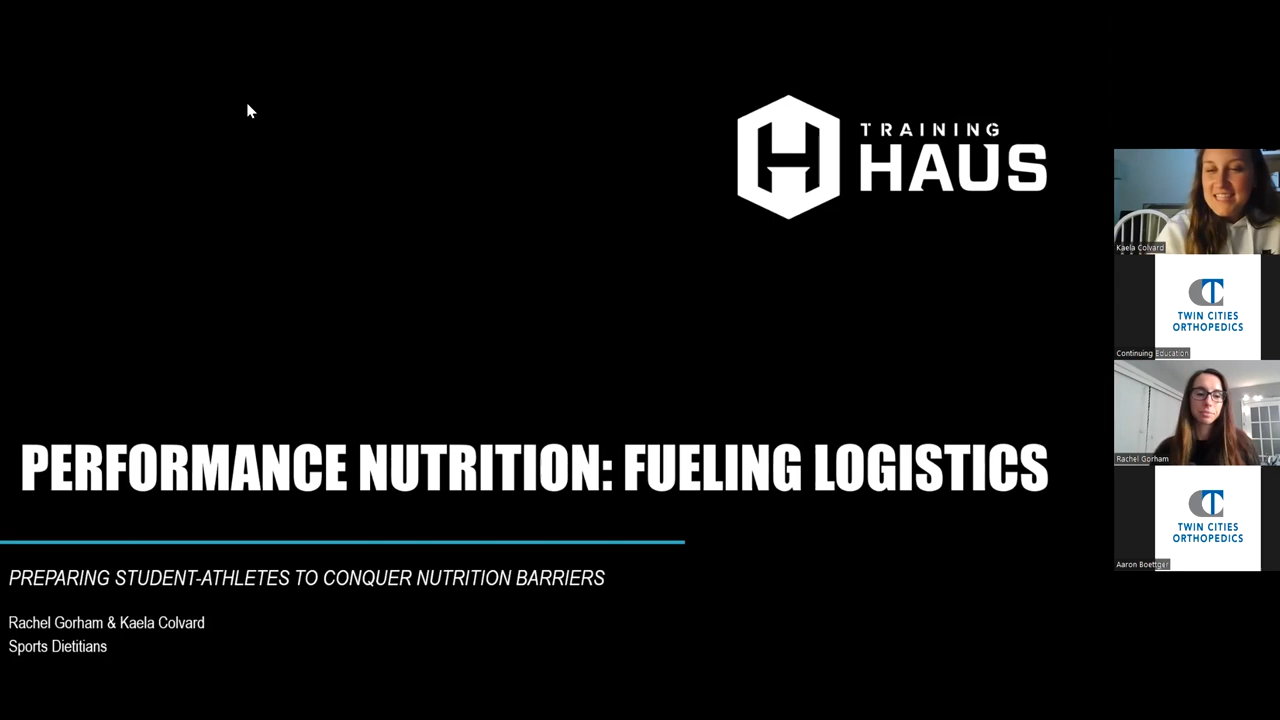 TRAINING
HAUS
PERFORMANCE NUTRITION: FUELING LOGISTICS
PREPARING STUDENT-ATHLETES TO CONQUER NUTRITION BARRIERS
Rachel Gorham & Kaela Colvard
Sports Dietitians
Kaela Colvard
TWIN CITIES
ORTHOPEDICS
Continuing Education
Rachel Gorham
TWIN CITIES
ORTHOPEDICS
Aaron Boettger